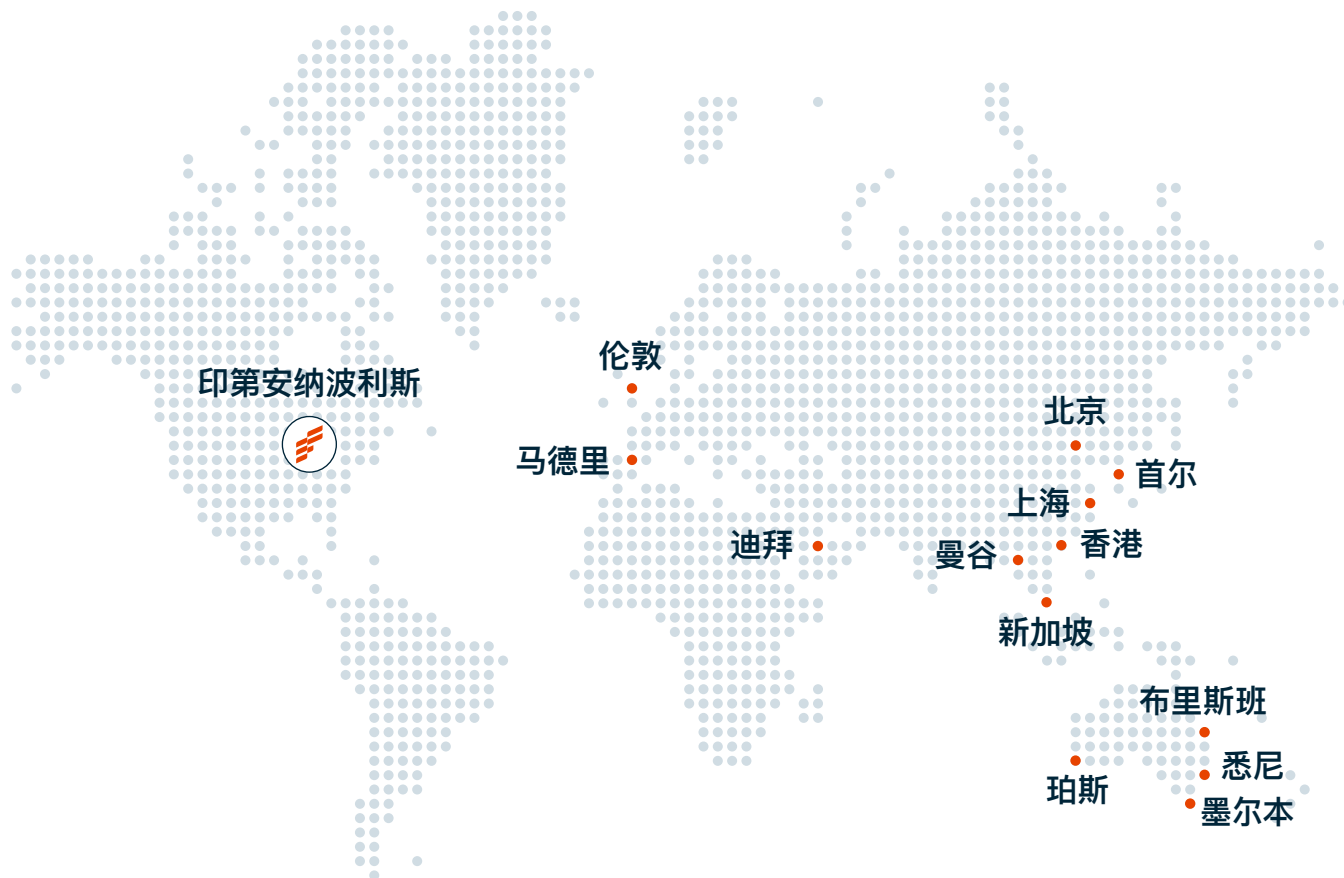 伦敦
印第安纳波利斯
北京
马德里
首尔
上海
迪拜
曼谷
香港
新加坡
布里斯班
悉尼
珀斯
墨尔本